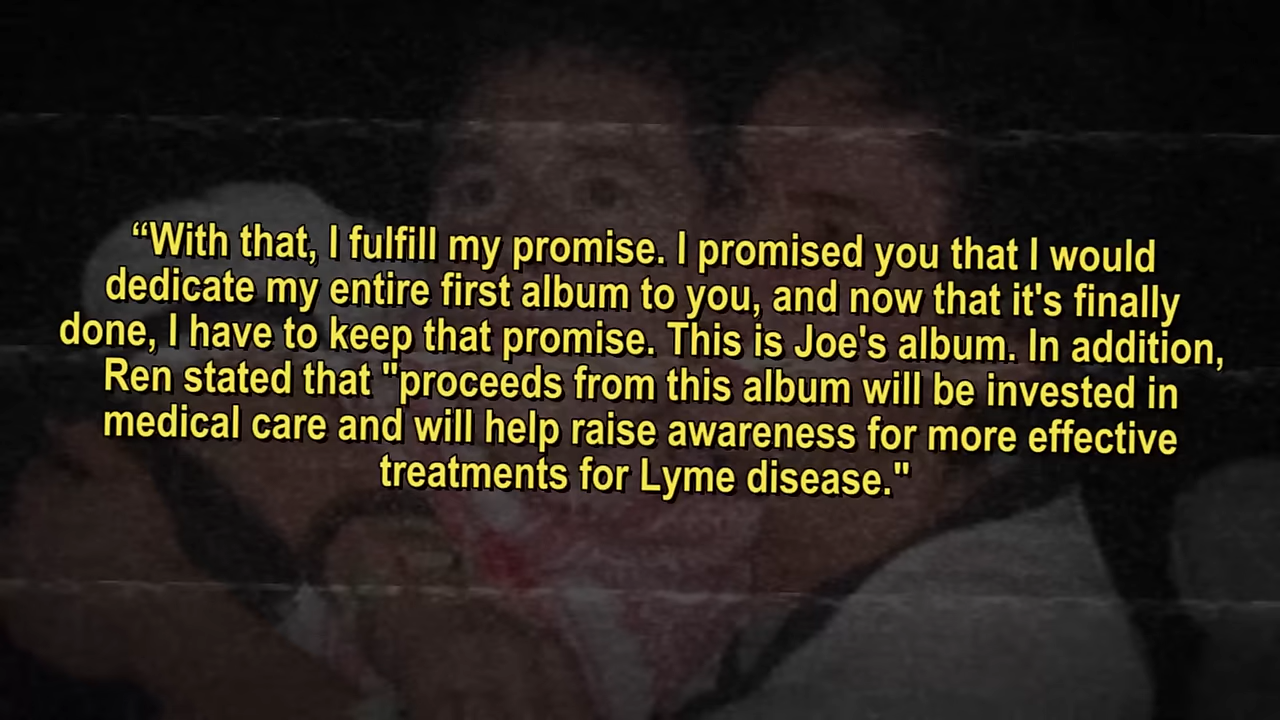 “With that, I fulfill my promise. I promised you that I would
dedicate my entire first album to you, and now that it's finally
done, I have to keep that promise. This is Joe's album. In addition,
Ren stated that "proceeds from this album will be invested in
medical care and will help raise awareness for more effective
treatments for Lyme disease."